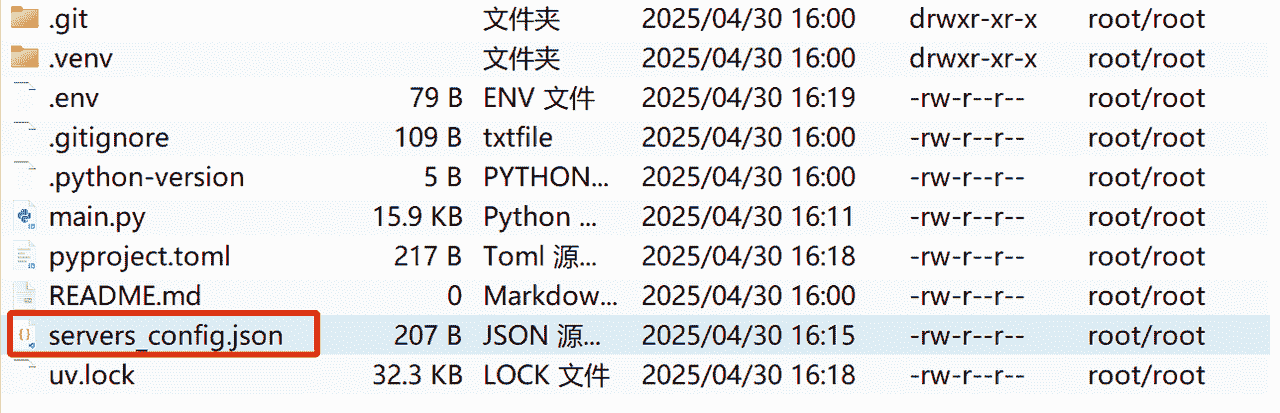 .git 文件夹 2025/04/30 16:00 drwxr-xr-x root/root
.venv 文件夹 2025/04/30 16:00 drwxr-xr-x root/root
.env 79 B ENV 文件 2025/04/30 16:19 -rw-r--r-- root/root
.gitignore 109 B txtfile 2025/04/30 16:00 -rw-r--r-- root/root
.python-version 5 B PYTHON... 2025/04/30 16:00 -rw-r--r-- root/root
main.py 15.9 KB Python ... 2025/04/30 16:11 -rw-r--r-- root/root
pyproject.toml 217 B Toml 源... 2025/04/30 16:18 -rw-r--r-- root/root
README.md 0 Markdow... 2025/04/30 16:00 -rw-r--r-- root/root
servers_config.json 207 B JSON 源... 2025/04/30 16:15 -rw-r--r-- root/root
uv.lock 32.3 KB LOCK 文件 2025/04/30 16:18 -rw-r--r-- root/root